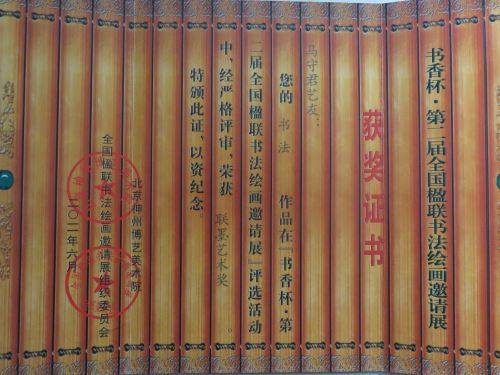 书香杯·第二届全国楹联书法绘画邀请展
获奖证书
马守君艺友：
您的 书法 作品在『书香杯·第
二届全国楹联书法绘画邀请展』评选活动
中，经严格评审，荣获 联墨艺术奖 。
特颁此证，以资纪念。
北京神州博艺美术院
全国楹联书法绘画邀请展组织委员会
二〇二一年六月